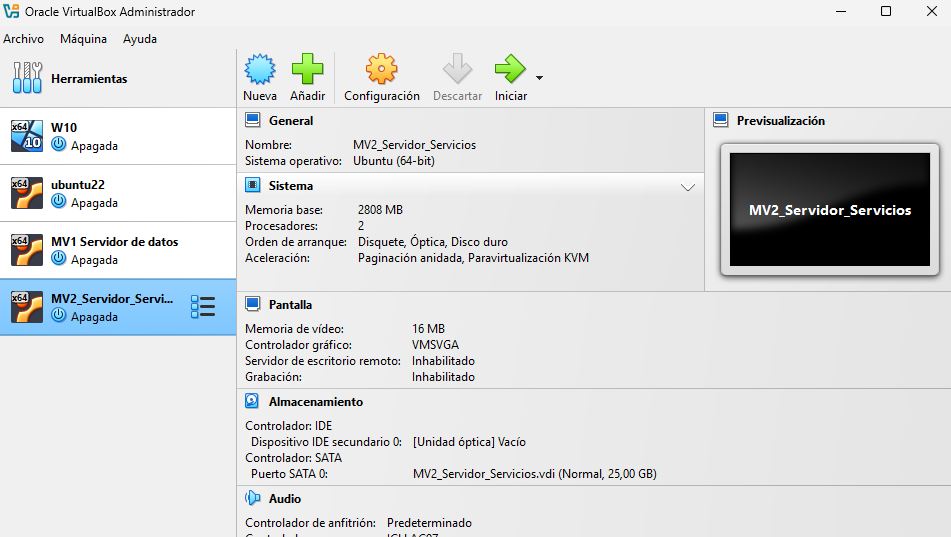 Oracle VirtualBox Administrador
Archivo Máquina Ayuda
Herramientas
Nueva Añadir Configuración Descartar Iniciar
x64 10 W10
Apagada
x64 ubuntu22
Apagada
x64 MV1 Servidor de datos
Apagada
x64 MV2_Servidor_Servi...
Apagada
General
Nombre: MV2_Servidor_Servicios
Sistema operativo: Ubuntu (64-bit)
Sistema
Memoria base: 2808 MB
Procesadores: 2
Orden de arranque: Disquete, Óptica, Disco duro
Aceleración: Paginación anidada, Paravirtualización KVM
Previsualización
MV2_Servidor_Servicios
Pantalla
Memoria de vídeo: 16 MB
Controlador gráfico: VMSVGA
Servidor de escritorio remoto: Inhabilitado
Grabación: Inhabilitado
Almacenamiento
Controlador: IDE
Dispositivo IDE secundario 0: [Unidad óptica] Vacío
Controlador: SATA
Puerto SATA 0: MV2_Servidor_Servicios.vdi (Normal, 25,00 GB)
Audio
Controlador de anfitrión: Predeterminado